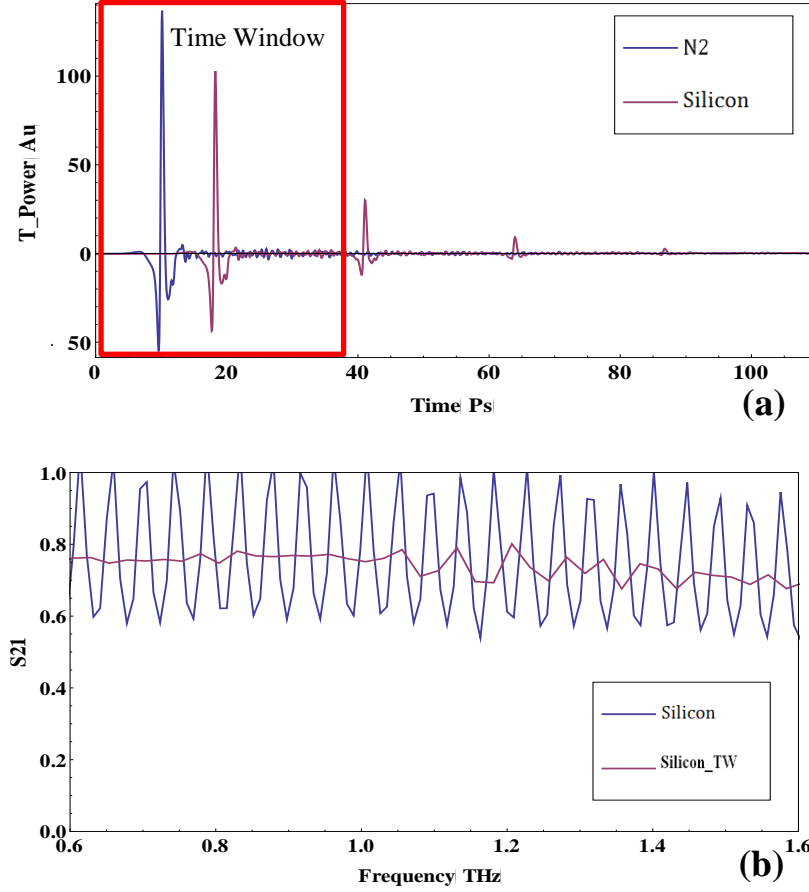 Time Window
N2
Silicon
T_Power Au
100
50
0
50
0
20
40
60
80
100
Time Ps
(a)
S21
1.0
0.8
0.6
0.4
0.2
0.0
Silicon
Silicon_TW
0.6
0.8
1.0
1.2
1.4
1.6
Frequency THz
(b)